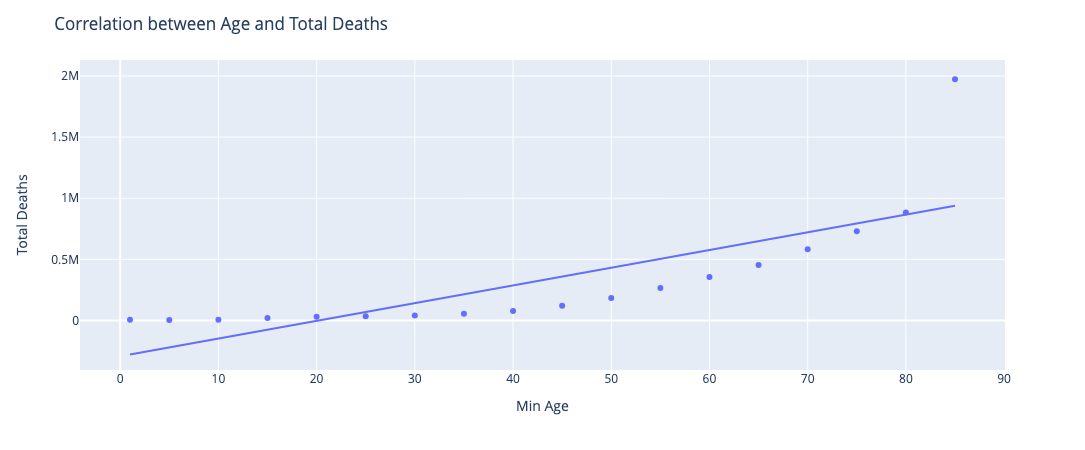 Correlation between Age and Total Deaths
Total Deaths
2M
1.5M
1M
0.5M
0
0 10 20 30 40 50 60 70 80 90
Min Age